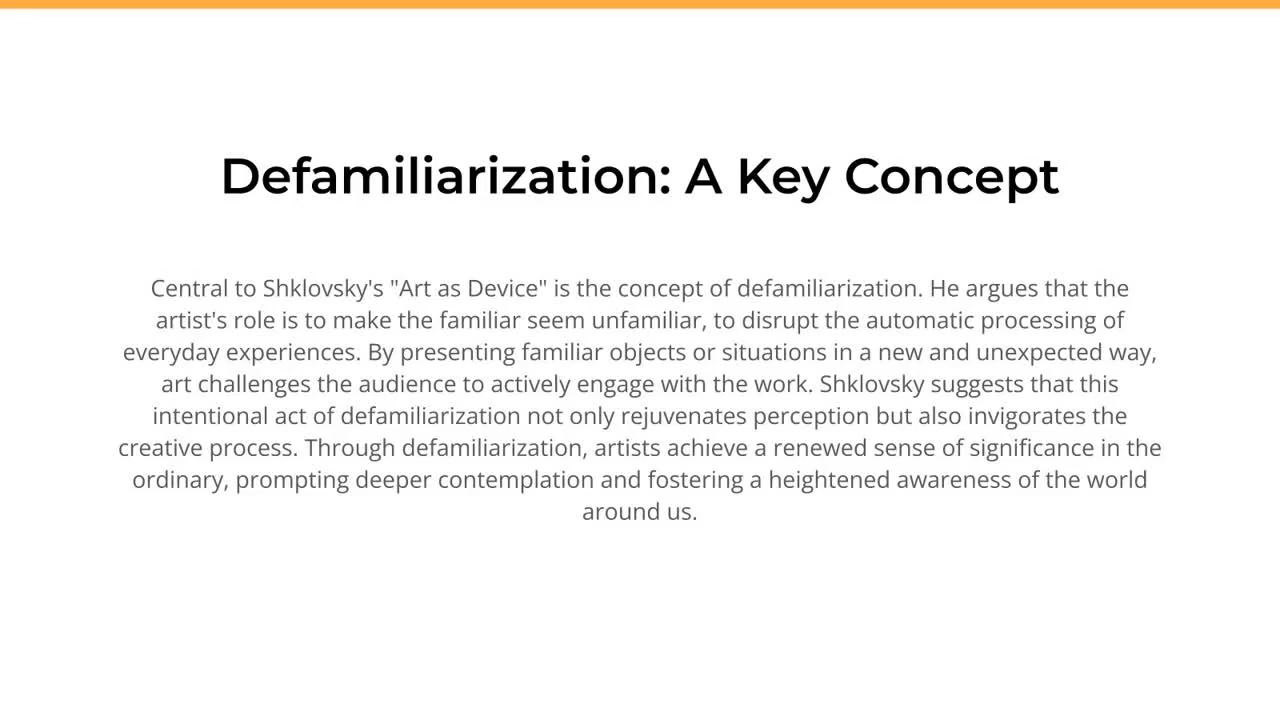 Defamiliarization: A Key Concept
Central to Shklovsky's "Art as Device" is the concept of defamiliarization. He argues that the
artist's role is to make the familiar seem unfamiliar, to disrupt the automatic processing of
everyday experiences. By presenting familiar objects or situations in a new and unexpected way,
art challenges the audience to actively engage with the work. Shklovsky suggests that this
intentional act of defamiliarization not only rejuvenates perception but also invigorates the
creative process. Through defamiliarization, artists achieve a renewed sense of significance in the
ordinary, prompting deeper contemplation and fostering a heightened awareness of the world
around us.